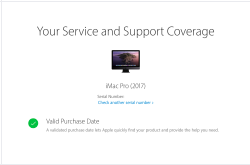 Your Service and Support Coverage
iMac Pro (2017)
Serial Number:
Check another serial number ›
Valid Purchase Date
A validated purchase date lets Apple quickly find your product and provide the help you need.